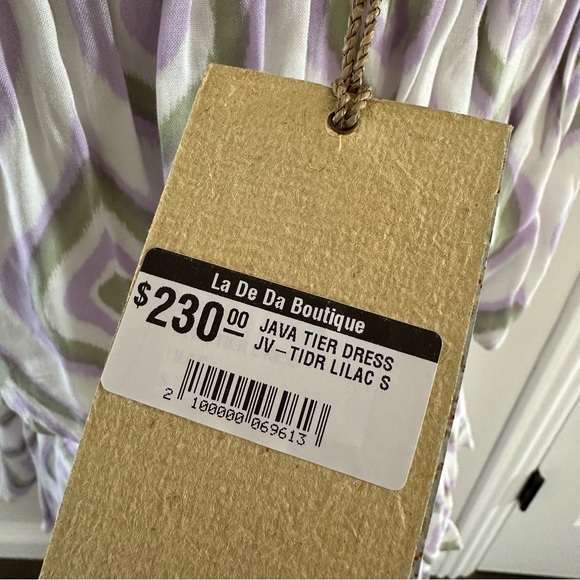 La De Da Boutique
$230.00 JAVA TIER DRESS
JV-TIDR LILAC S
2 100000 069613